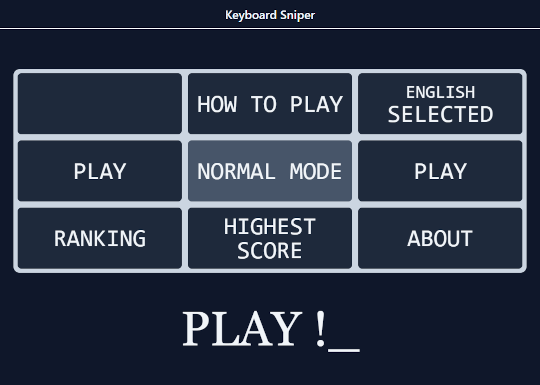 Keyboard Sniper
HOW TO PLAY
ENGLISH
SELECTED
PLAY
NORMAL MODE
PLAY
RANKING
HIGHEST
SCORE
ABOUT
PLAY !_